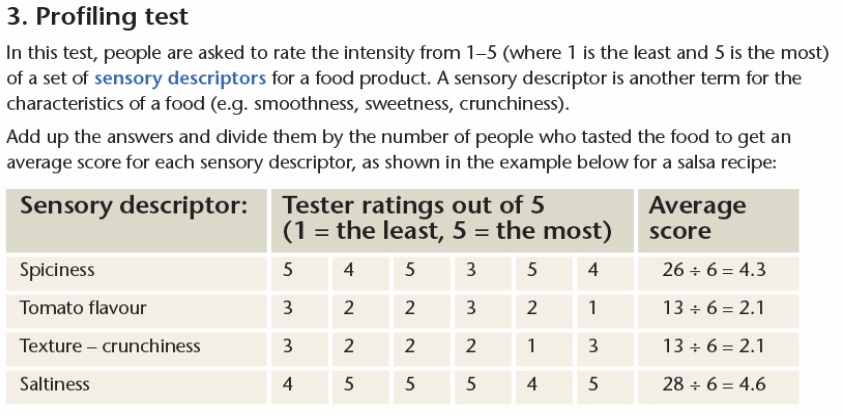 3. Profiling test
In this test, people are asked to rate the intensity from 1–5 (where 1 is the least and 5 is the most)
of a set of sensory descriptors for a food product. A sensory descriptor is another term for the
characteristics of a food (e.g. smoothness, sweetness, crunchiness).
Add up the answers and divide them by the number of people who tasted the food to get an
average score for each sensory descriptor, as shown in the example below for a salsa recipe:
Sensory descriptor: Tester ratings out of 5 Average
(1 = the least, 5 = the most) score
Spiciness 5 4 5 3 5 4 26 ÷ 6 = 4.3
Tomato flavour 3 2 2 3 2 1 13 ÷ 6 = 2.1
Texture – crunchiness 3 2 2 2 1 3 13 ÷ 6 = 2.1
Saltiness 4 5 5 5 4 5 28 ÷ 6 = 4.6